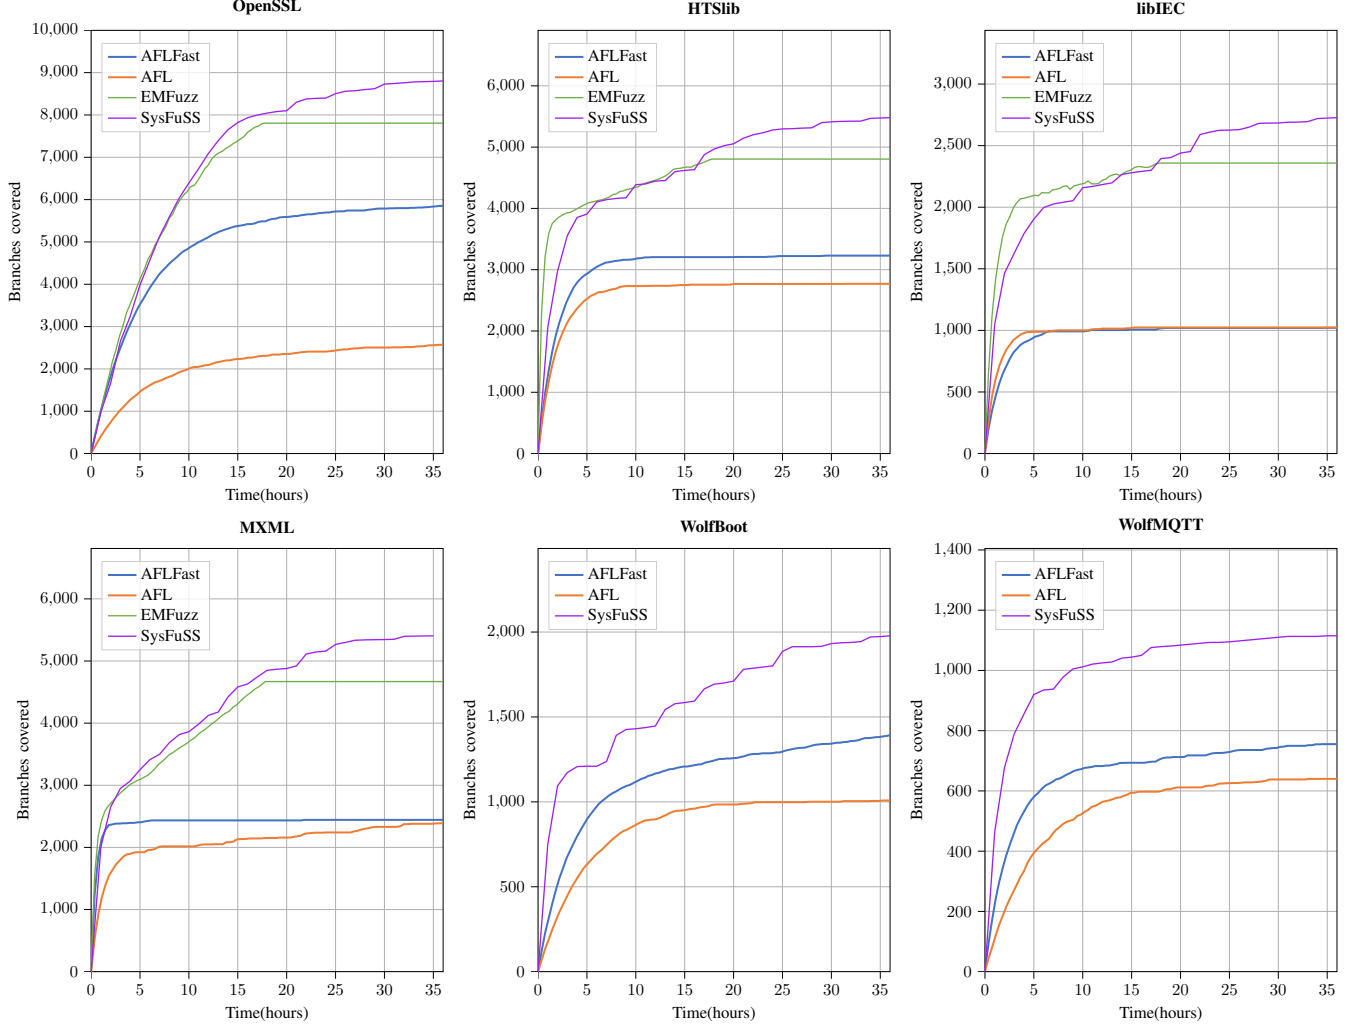 OpenSSL
Branches covered
10,000
9,000
8,000
7,000
6,000
5,000
4,000
3,000
2,000
1,000
0
AFLFast
AFL
EMFuzz
SysFuSS
0 5 10 15 20 25 30 35
Time(hours)
HTSlib
Branches covered
6,000
5,000
4,000
3,000
2,000
1,000
0
AFLFast
AFL
EMFuzz
SysFuSS
0 5 10 15 20 25 30 35
Time(hours)
libIEC
Branches covered
3,000
2,500
2,000
1,500
1,000
500
0
AFLFast
AFL
EMFuzz
SysFuSS
0 5 10 15 20 25 30 35
Time(hours)
MXML
Branches covered
6,000
5,000
4,000
3,000
2,000
1,000
0
AFLFast
AFL
EMFuzz
SysFuSS
0 5 10 15 20 25 30 35
Time(hours)
WolfBoot
Branches covered
2,000
1,500
1,000
500
0
AFLFast
AFL
SysFuSS
0 5 10 15 20 25 30 35
Time(hours)
WolfMQTT
Branches covered
1,400
1,200
1,000
800
600
400
200
0
AFLFast
AFL
SysFuSS
0 5 10 15 20 25 30 35
Time(hours)